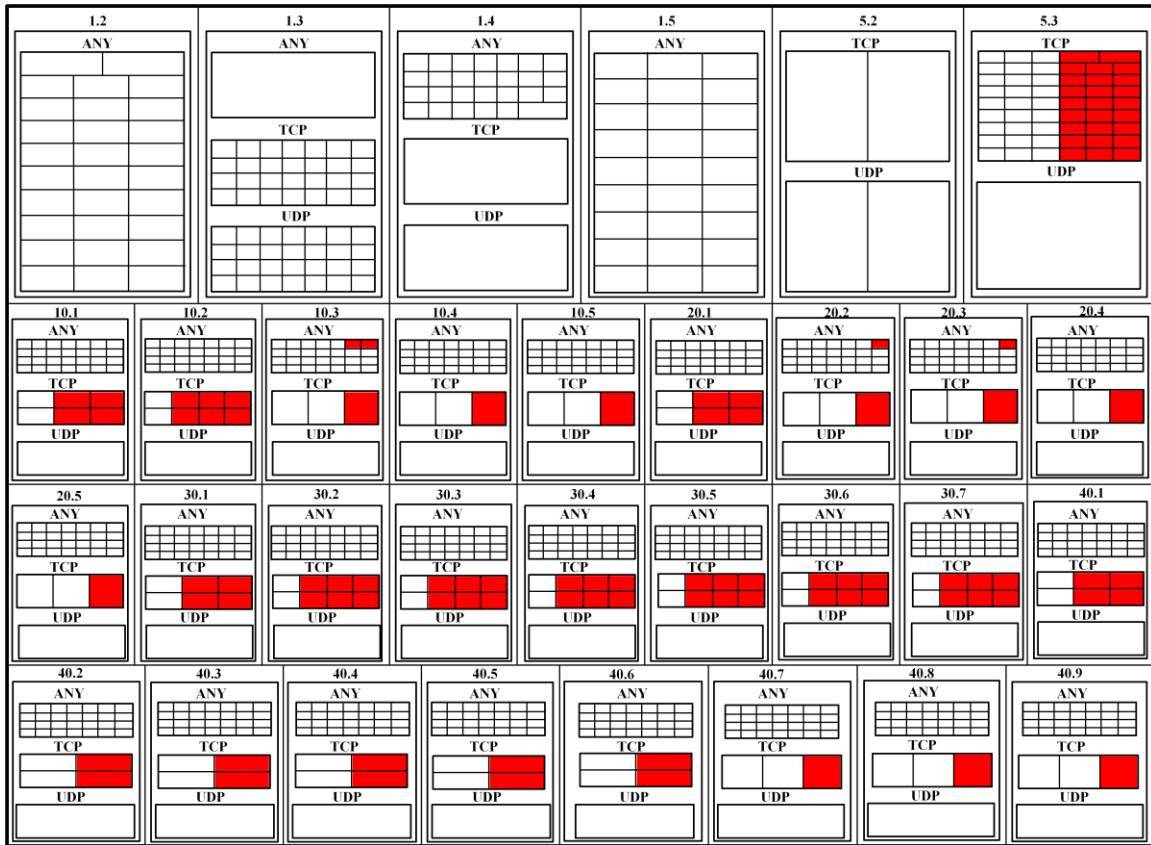 1.2 1.3 1.4 1.5 5.2 5.3
ANY ANY ANY ANY TCP TCP
TCP TCP
UDP UDP UDP UDP
10.1 10.2 10.3 10.4 10.5 20.1 20.2 20.3 20.4
ANY ANY ANY ANY ANY ANY ANY ANY ANY
TCP TCP TCP TCP TCP TCP TCP TCP TCP
UDP UDP UDP UDP UDP UDP UDP UDP UDP
20.5 30.1 30.2 30.3 30.4 30.5 30.6 30.7 40.1
ANY ANY ANY ANY ANY ANY ANY ANY ANY
TCP TCP TCP TCP TCP TCP TCP TCP TCP
UDP UDP UDP UDP UDP UDP UDP UDP UDP
40.2 40.3 40.4 40.5 40.6 40.7 40.8 40.9
ANY ANY ANY ANY ANY ANY ANY ANY
TCP TCP TCP TCP TCP TCP TCP TCP
UDP UDP UDP UDP UDP UDP UDP UDP